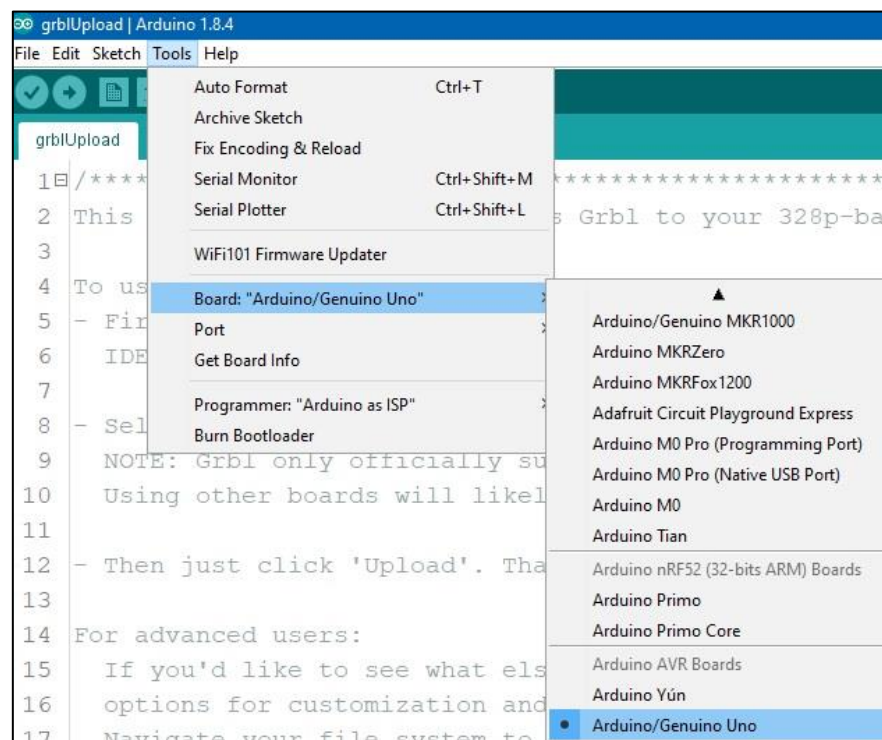 grblUpload | Arduino 1.8.4
File Edit Sketch Tools Help
grblUpload
Auto Format Ctrl+T
Archive Sketch
Fix Encoding & Reload
Serial Monitor Ctrl+Shift+M
Serial Plotter Ctrl+Shift+L
WiFi101 Firmware Updater
Board: "Arduino/Genuino Uno"
Port
Get Board Info
Programmer: "Arduino as ISP"
Burn Bootloader
Arduino/Genuino MKR1000
Arduino MKRZero
Arduino MKRFox1200
Adafruit Circuit Playground Express
Arduino M0 Pro (Programming Port)
Arduino M0 Pro (Native USB Port)
Arduino M0
Arduino Tian
Arduino nRF52 (32-bits ARM) Boards
Arduino Primo
Arduino Primo Core
Arduino AVR Boards
Arduino Yún
Arduino/Genuino Uno
1 /**** **********************
2 This s Grbl to your 328p-ba
3
4 To us
5 - Fir
6 IDE
7
8 - Sel
9 NOTE: Grbl only officially su
10 Using other boards will likel
11
12 - Then just click 'Upload'. Tha
13
14 For advanced users:
15 If you'd like to see what els
16 options for customization and
17 Navigate your file system to